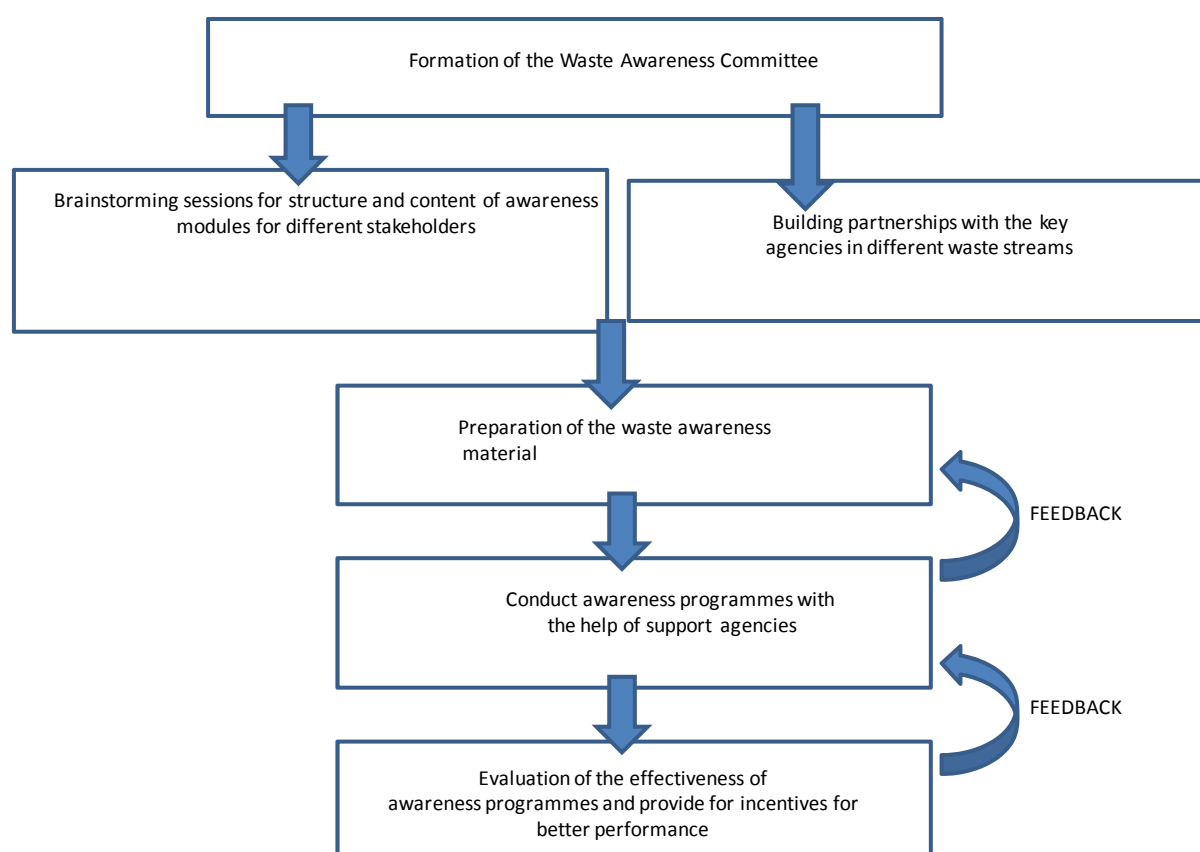 Formation of the Waste Awareness Committee
Brainstorming sessions for structure and content of awareness
modules for different stakeholders
Building partnerships with the key
agencies in different waste streams
Preparation of the waste awareness
material
FEEDBACK
Conduct awareness programmes with
the help of support agencies
FEEDBACK
Evaluation of the effectiveness of
awareness programmes and provide for incentives for
better performance